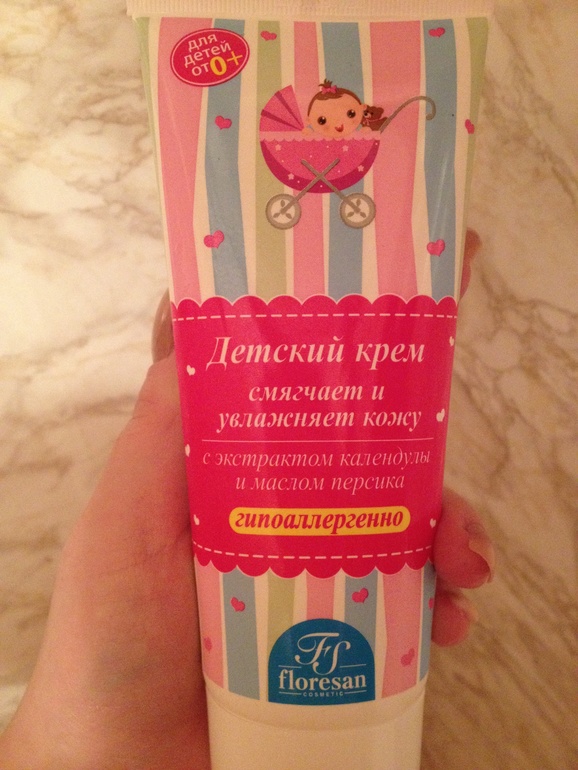 для
детей
от 0+
Детский крем
смягчает и
увлажняет кожу
с экстрактом календулы
и маслом персика
гипоаллергенно
FS
floresan
COSMETIC